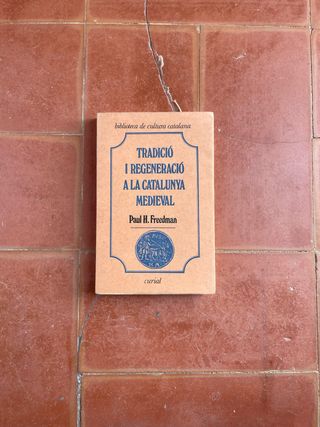 biblioteca de cultura catalana
TRADICIÓ
I REGENERACIÓ
A LA CATALUNYA
MEDIEVAL
Paul H. Freedman
curial